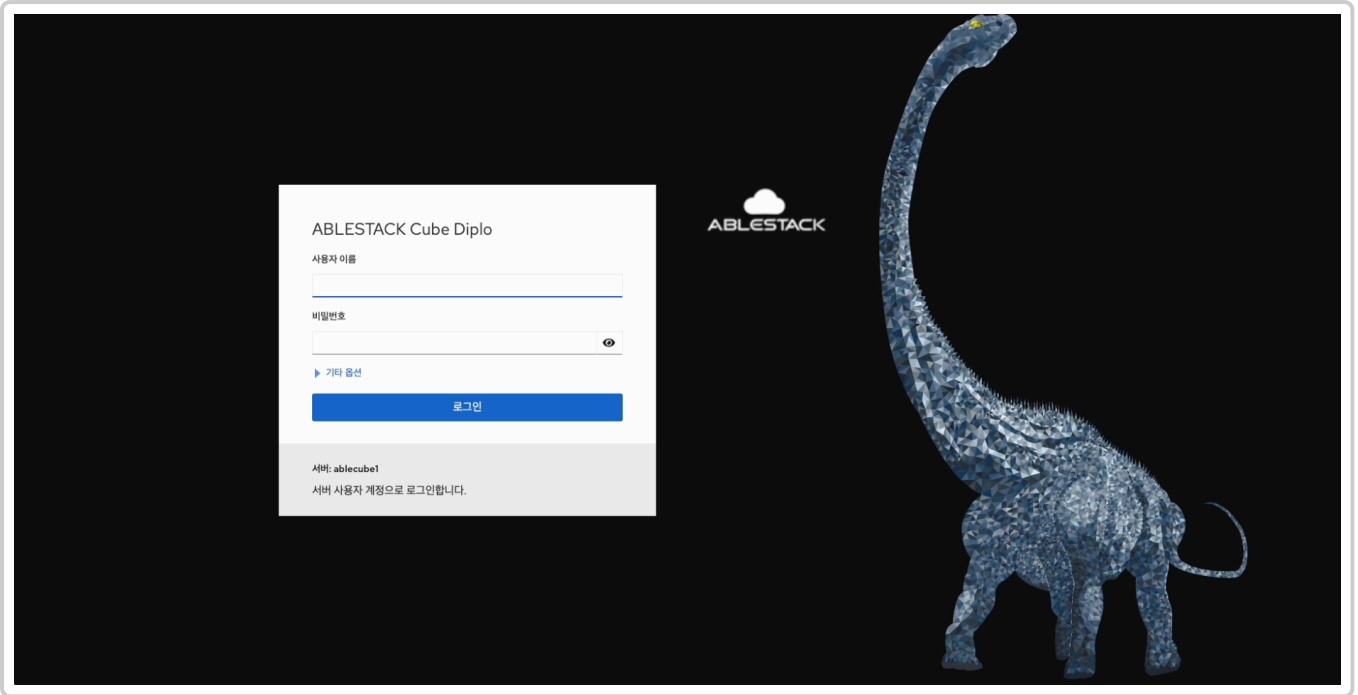 ABLESTACK Cube Diplo
사용자 이름
비밀번호
기타 옵션
로그인
서버: ablecube1
서버 사용자 계정으로 로그인합니다.
ABLESTACK